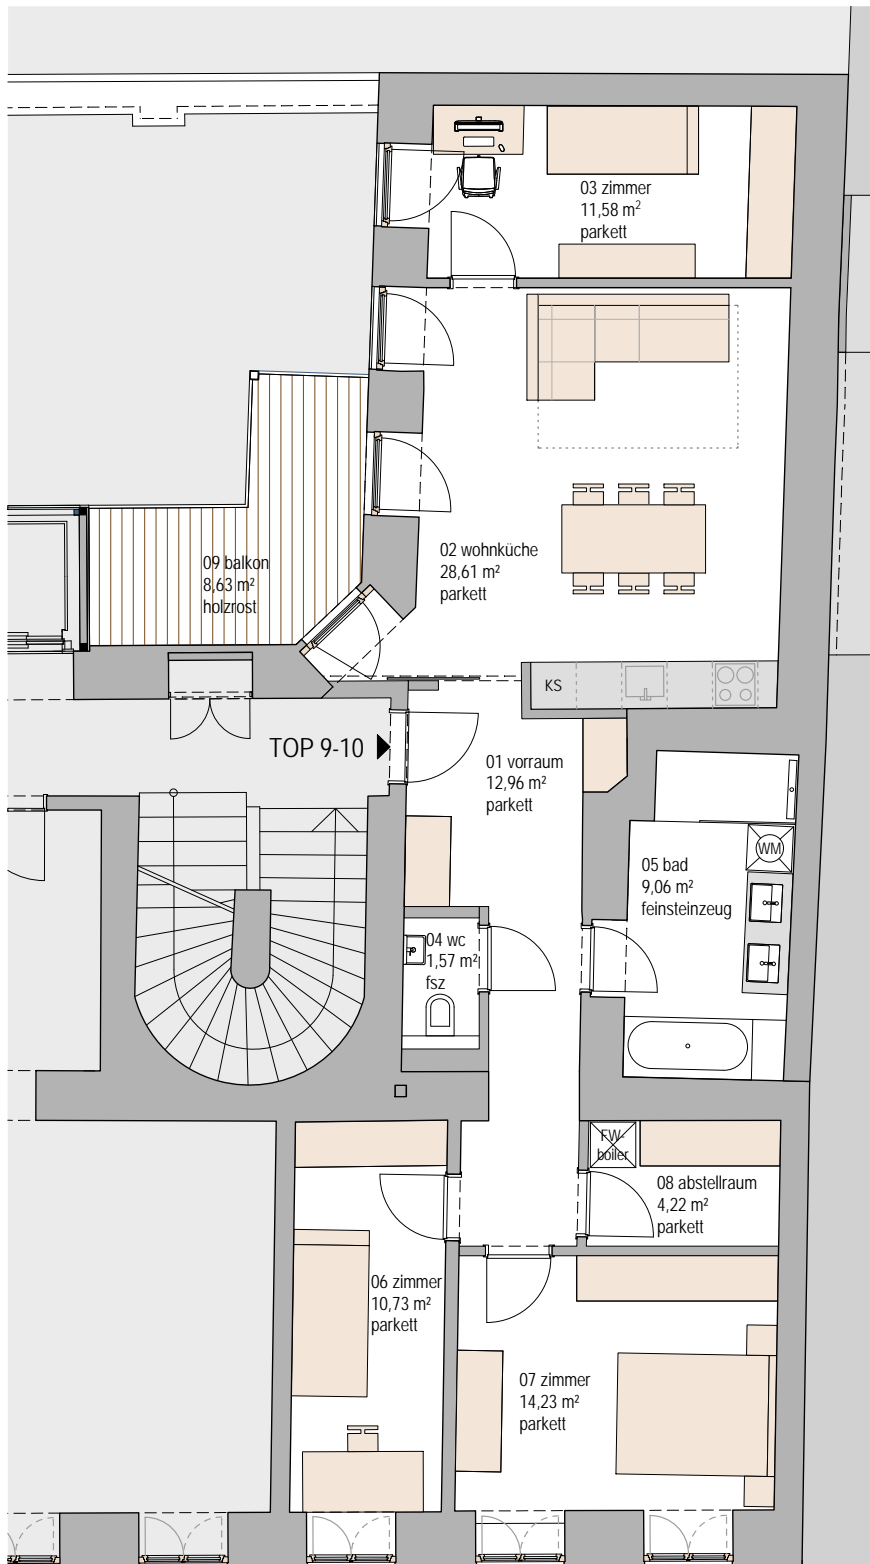 03 zimmer
11,58 m²
parkett
02 wohnküche
28,61 m²
parkett
09 balkon
8,63 m²
holzrost
KS
TOP 9-10
01 vorraum
12,96 m²
parkett
WM
05 bad
9,06 m²
feinsteinzeug
04 wc
1,57 m²
fsz
FW-
boiler
08 abstellraum
4,22 m²
parkett
06 zimmer
10,73 m²
parkett
07 zimmer
14,23 m²
parkett